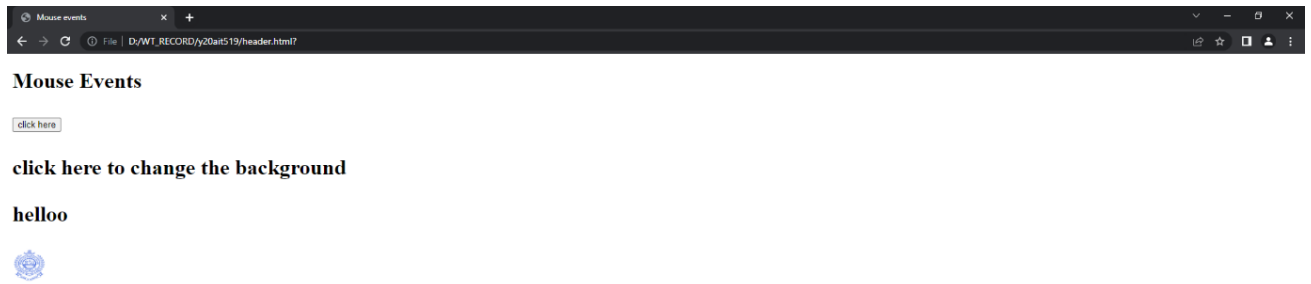 Mouse events
File | D:/WT_RECORD/y20ait519/header.html?
Mouse Events
click here
click here to change the background
helloo